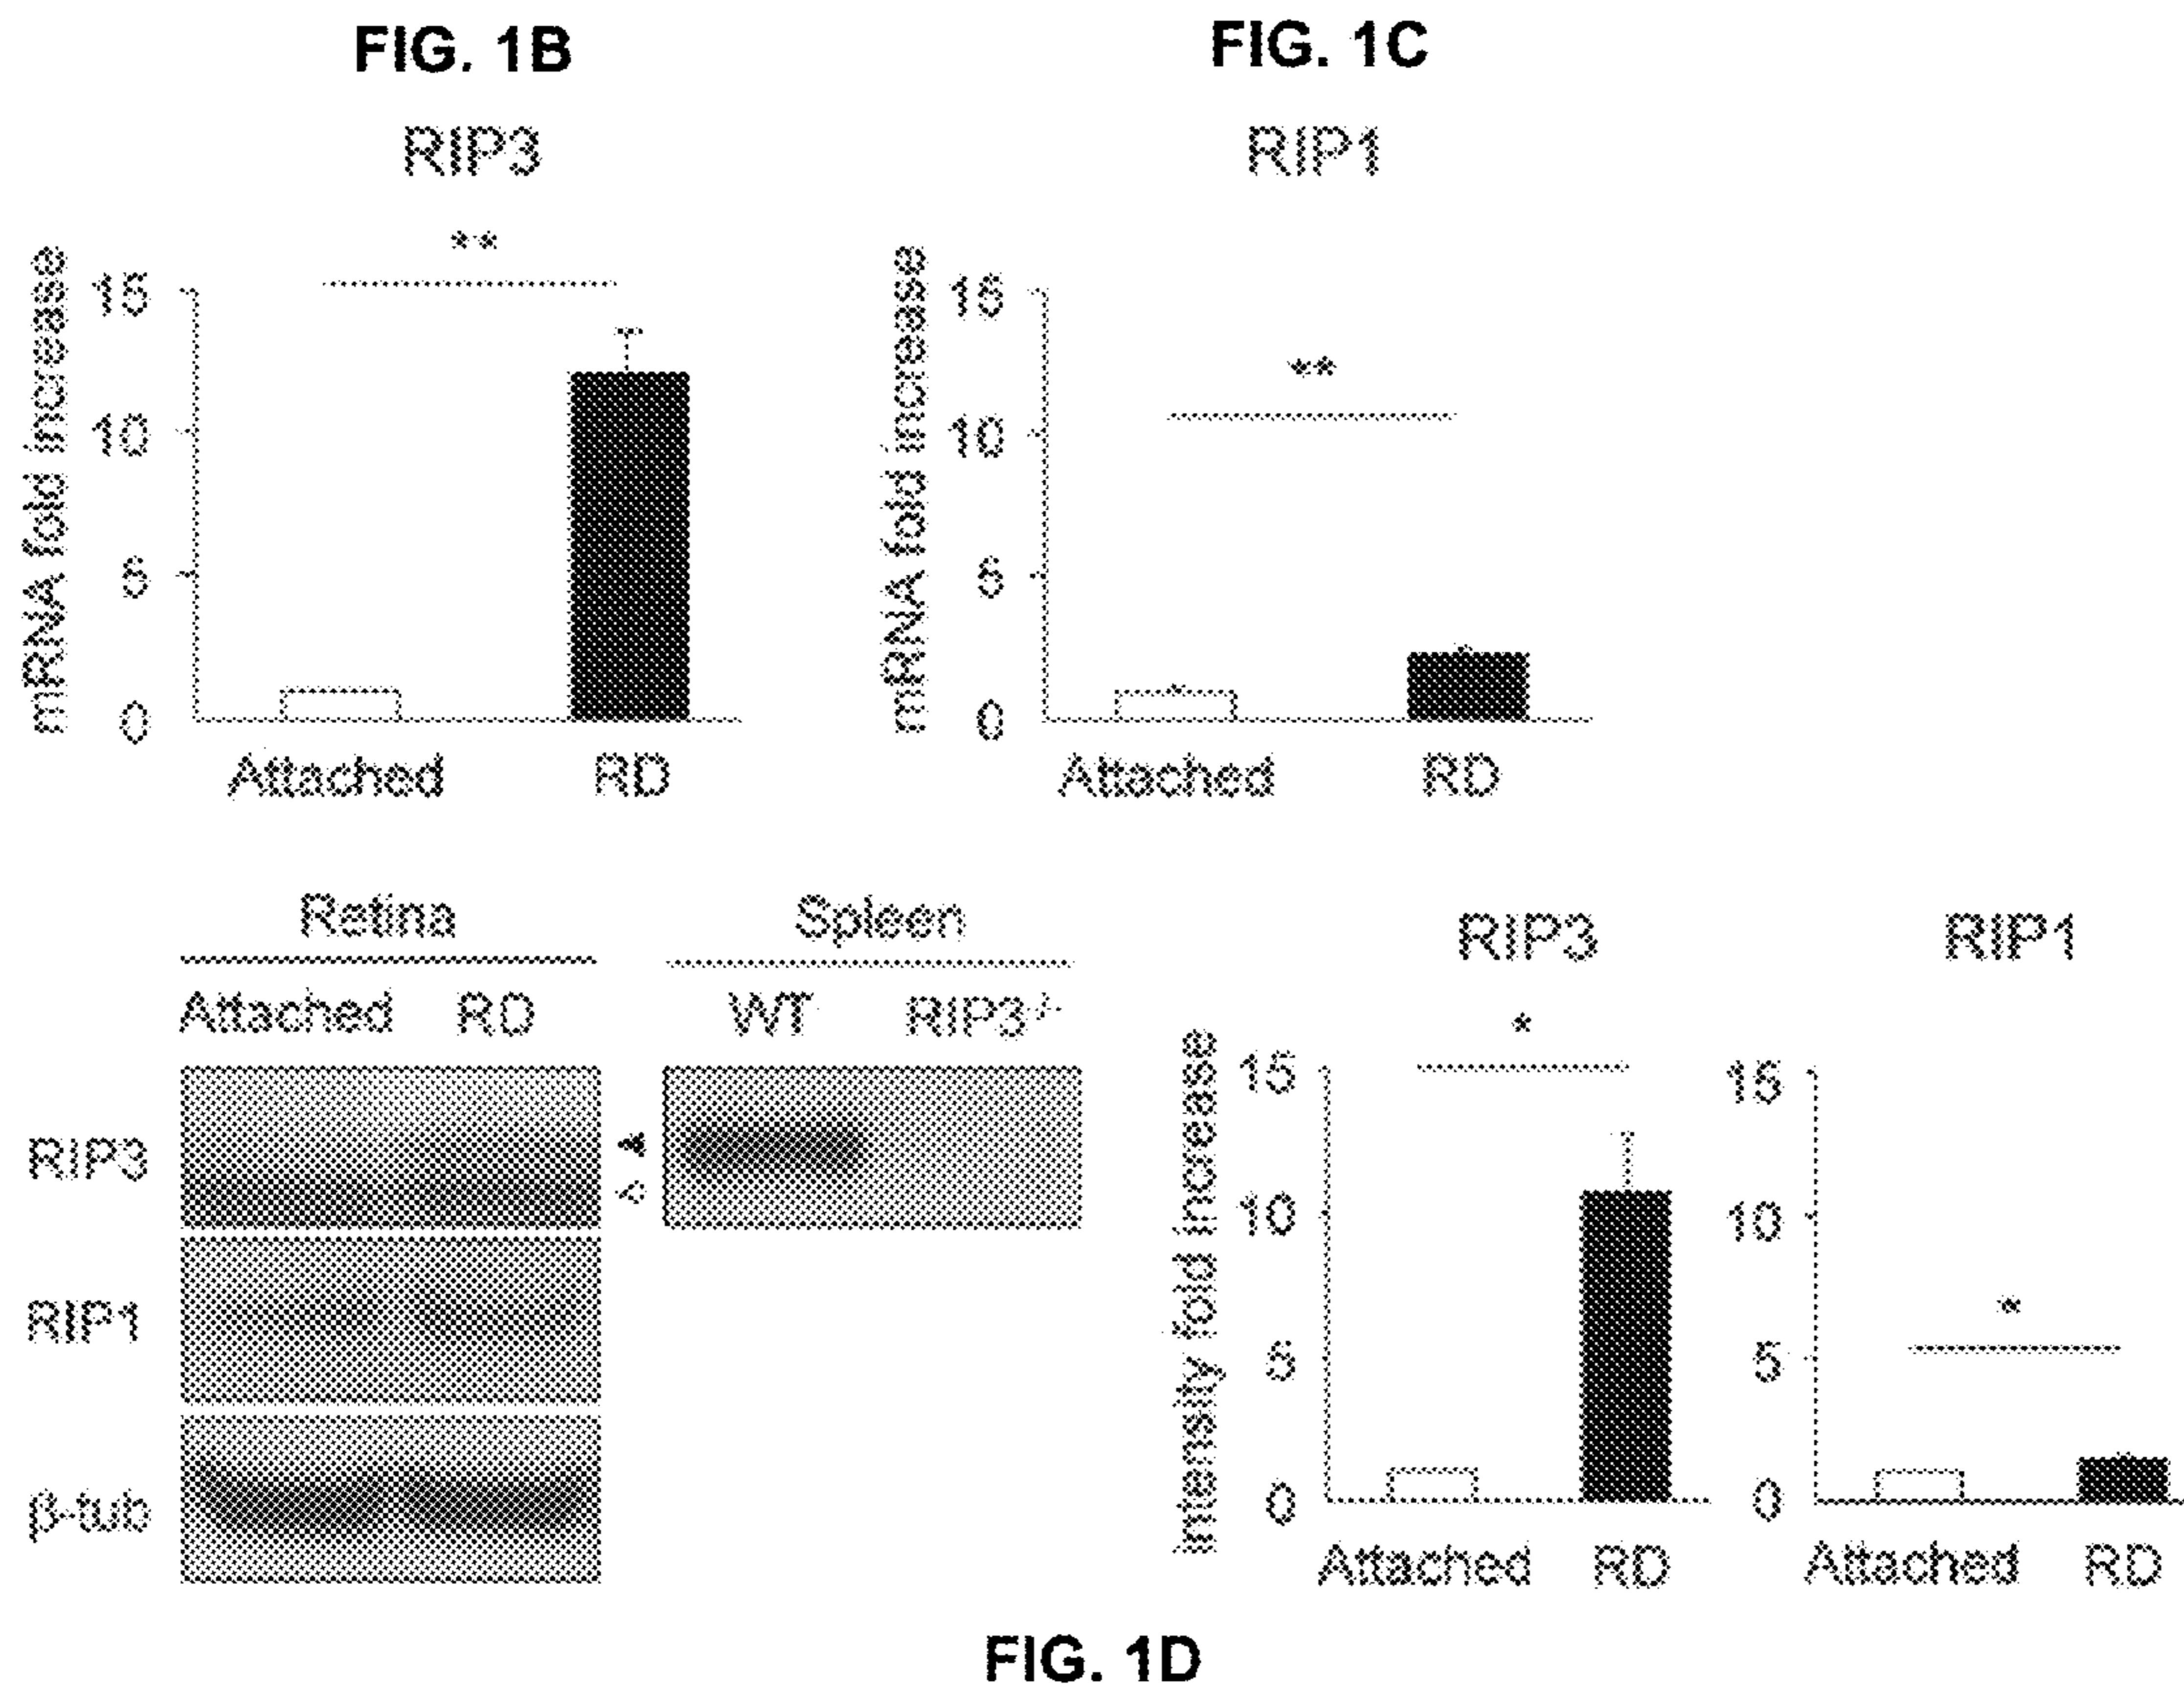 FIG. 1B
RIP3
**
mRNA fold increase
15
10
5
0
Attached RD
FIG. 1C
RIP1
**
mRNA fold increase
15
10
5
0
Attached RD
Retina Spleen
Attached RD WT RIP3-/-
RIP3
RIP1
β-tub
RIP3
*
Intensity fold increase
15
10
5
0
Attached RD
RIP1
*
15
10
5
0
Attached RD
FIG. 1D